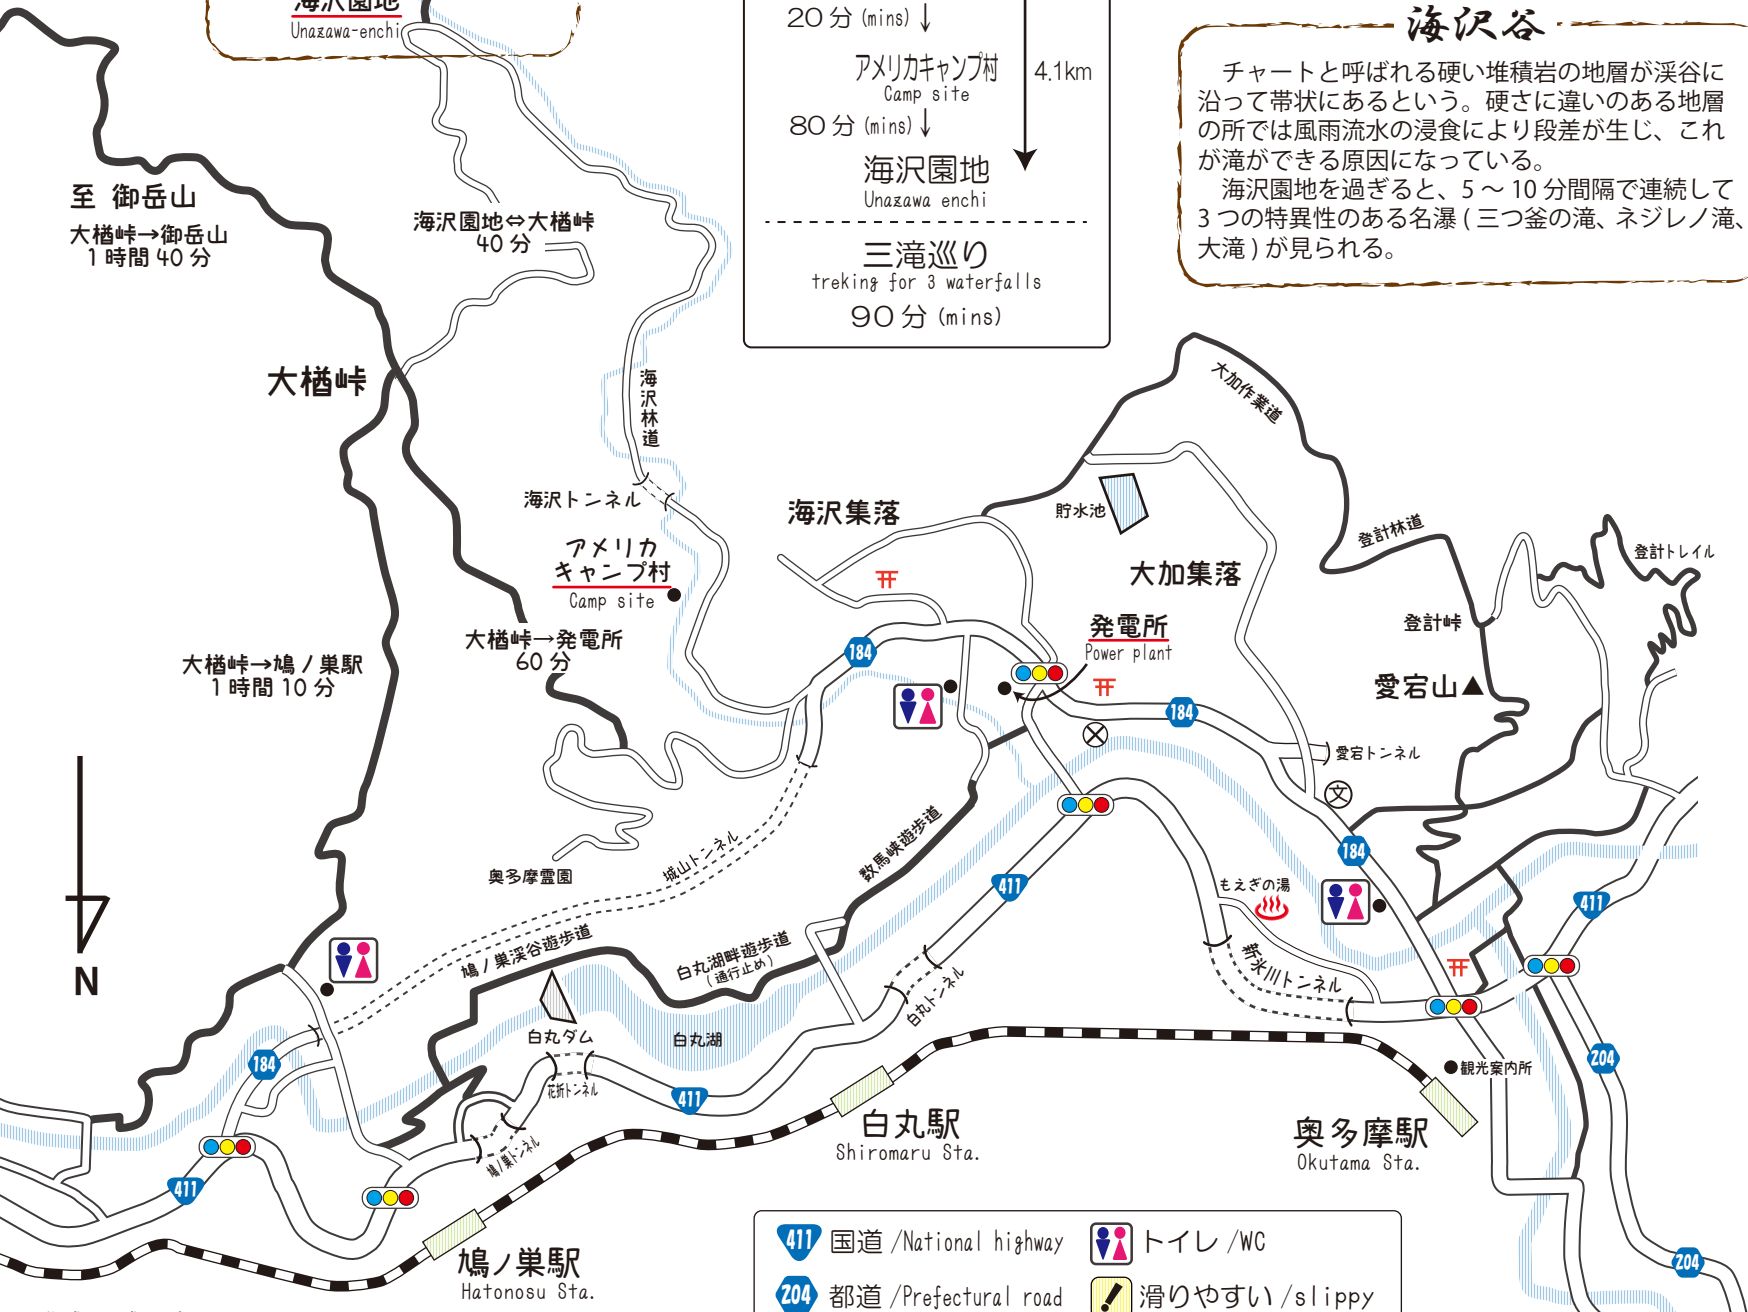 海沢園地
Unazawa-enchi
20分 (mins) ↓
アメリカキャンプ村
Camp site
4.1km
80分 (mins) ↓
海沢園地
Unazawa enchi
三滝巡り
treking for 3 waterfalls
90分 (mins)
海沢谷
チャートと呼ばれる硬い堆積岩の地層が渓谷に
沿って帯状にあるという。硬さに違いのある地層
の所では風雨流水の浸食により段差が生じ、これ
が滝ができる原因になっている。
海沢園地を過ぎると、5～10分間隔で連続して
3つの特異性のある名瀑(三つ釜の滝、ネジレノ滝、
大滝)が見られる。
至 御岳山
大楢峠→御岳山
1時間40分
海沢園地⇔大楢峠
40分
大楢峠
海沢林道
大加作業道
海沢トンネル
海沢集落
貯水池
登計林道
登計トレイル
アメリカ
キャンプ村
Camp site
大加集落
登計峠
発電所
Power plant
大楢峠→発電所
60分
184
大楢峠→鳩ノ巣駅
1時間10分
愛宕山▲
184
愛宕トンネル
文
城山トンネル
数馬峡遊歩道
184
奥多摩霊園
411
もえぎの湯
411
鳩ノ巣渓谷遊歩道
白丸湖畔遊歩道
(通行止め)
新氷川トンネル
N
白丸トンネル
白丸ダム
白丸湖
184
花折トンネル
411
観光案内所
204
白丸駅
Shiromaru Sta.
奥多摩駅
Okutama Sta.
鳩ノ巣トンネル
411
鳩ノ巣駅
Hatonosu Sta.
411 国道 /National highway
トイレ /WC
204
204 都道 /Prefectural road
滑りやすい /slippy